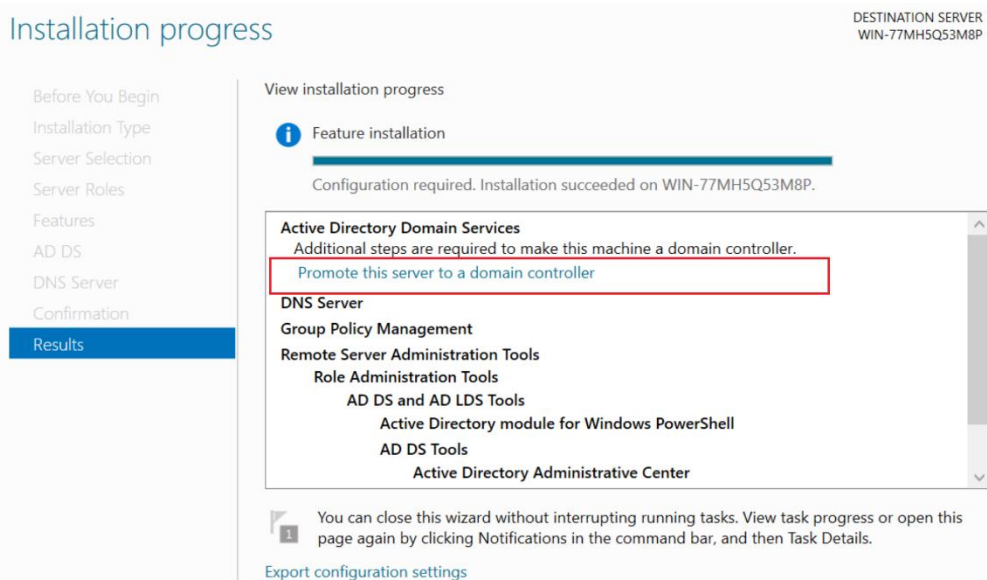 Installation progress
DESTINATION SERVER
WIN-77MH5Q53M8P
Before You Begin
Installation Type
Server Selection
Server Roles
Features
AD DS
DNS Server
Confirmation
Results
View installation progress
Feature installation
Configuration required. Installation succeeded on WIN-77MH5Q53M8P.
Active Directory Domain Services
Additional steps are required to make this machine a domain controller.
Promote this server to a domain controller
DNS Server
Group Policy Management
Remote Server Administration Tools
Role Administration Tools
AD DS and AD LDS Tools
Active Directory module for Windows PowerShell
AD DS Tools
Active Directory Administrative Center
1
You can close this wizard without interrupting running tasks. View task progress or open this
page again by clicking Notifications in the command bar, and then Task Details.
Export configuration settings